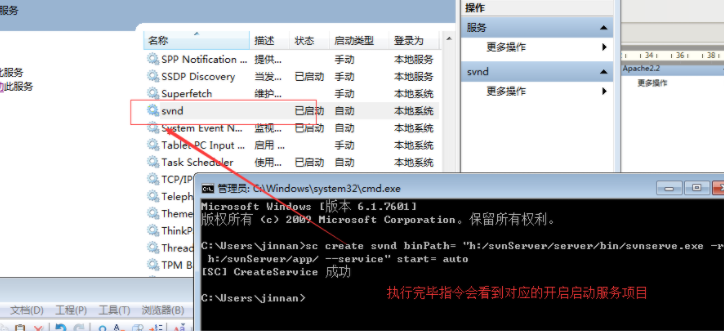 服务
此服务
动此服务
名称 描述 状态 启动类型 登录为
SPP Notification ... 提供... 手动 本地服务
SSDP Discovery 当发... 已启动 手动 本地服务
Superfetch 维护... 手动 本地系统
svnd 已启动 自动 本地系统
System Event N... 监视... 已启动 自动 本地系统
Tablet PC Input ... 启用 ... 手动 本地系统
Task Scheduler 使用... 已启动 自动 本地系统
TCP/IP
Teleph
Theme
ThinkP
Thread
TPM B
操作
服务
更多操作
svnd
更多操作
34 36 38
Apache2.2
更多操作
管理员: C:\Windows\system32\cmd.exe
Microsoft Windows [版本 6.1.7601]
版权所有 (c) 2009 Microsoft Corporation。保留所有权利。
C:\Users\jinnan>sc create svnd binPath= "h:/svnServer/server/bin/svnserve.exe -r
h:/svnServer/app/ --service" start= auto
[SC] CreateService 成功
C:\Users\jinnan>
执行完毕指令会看到对应的开启启动服务项目
文档(D) 工程(P) 工具(T) 浏览器(B)